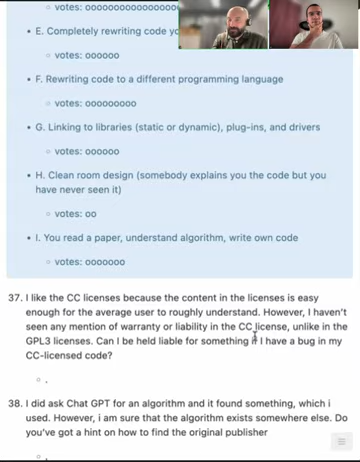 votes: ooooooooooooooooo
E. Completely rewriting code yo
votes: oooooo
F. Rewriting code to a different programming language
votes: ooooooooo
G. Linking to libraries (static or dynamic), plug-ins, and drivers
votes: oooooo
H. Clean room design (somebody explains you the code but you
have never seen it)
votes: oo
I. You read a paper, understand algorithm, write own code
votes: ooooooo
37. I like the CC licenses because the content in the licenses is easy
enough for the average user to roughly understand. However, I haven't
seen any mention of warranty or liability in the CC license, unlike in the
GPL3 licenses. Can I be held liable for something if I have a bug in my
CC-licensed code?
.
38. I did ask Chat GPT for an algorithm and it found something, which i
used. However, i am sure that the algorithm exists somewhere else. Do
you've got a hint on how to find the original publisher
.